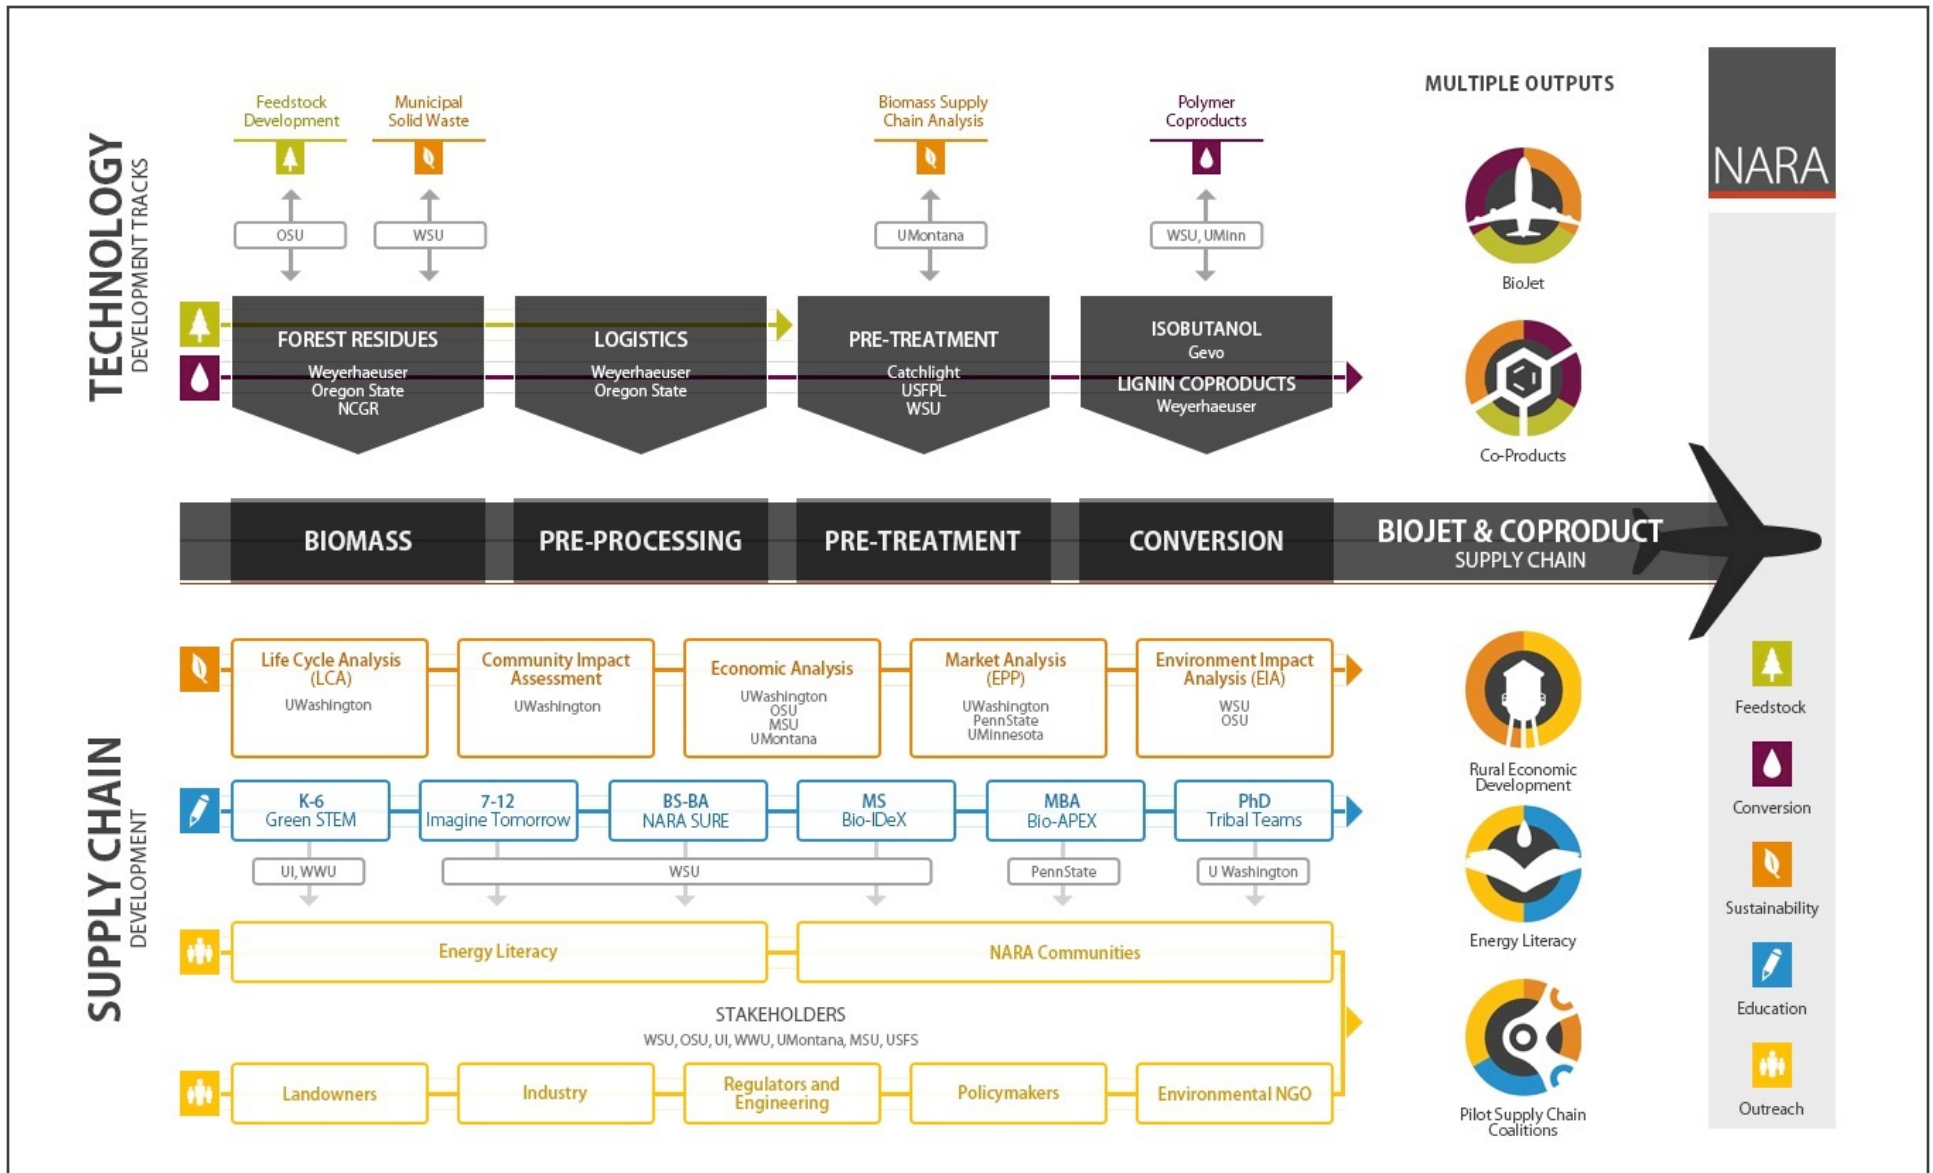 MULTIPLE OUTPUTS
NARA
TECHNOLOGY
DEVELOPMENT TRACKS
Feedstock
Development
Municipal
Solid Waste
Biomass Supply
Chain Analysis
Polymer
Coproducts
OSU
WSU
UMontana
WSU, UMinn
BioJet
FOREST RESIDUES
Weyerhaeuser
Oregon State
NCGR
LOGISTICS
Weyerhaeuser
Oregon State
PRE-TREATMENT
Catchlight
USFPL
WSU
ISOBUTANOL
Gevo
LIGNIN COPRODUCTS
Weyerhaeuser
Co-Products
BIOMASS
PRE-PROCESSING
PRE-TREATMENT
CONVERSION
BIOJET & COPRODUCT
SUPPLY CHAIN
SUPPLY CHAIN
DEVELOPMENT
Life Cycle Analysis
(LCA)
UWashington
Community Impact
Assessment
UWashington
Economic Analysis
UWashington
OSU
MSU
UMontana
Market Analysis
(EPP)
UWashington
PennState
UMinnesota
Environment Impact
Analysis (EIA)
WSU
OSU
Rural Economic
Development
K-6
Green STEM
7-12
Imagine Tomorrow
BS-BA
NARA SURE
MS
Bio-IDeX
MBA
Bio-APEX
PhD
Tribal Teams
UI, WWU
WSU
PennState
U Washington
Energy Literacy
Energy Literacy
NARA Communities
STAKEHOLDERS
WSU, OSU, UI, WWU, UMontana, MSU, USFS
Landowners
Industry
Regulators and
Engineering
Policymakers
Environmental NGO
Pilot Supply Chain
Coalitions
Feedstock
Conversion
Sustainability
Education
Outreach